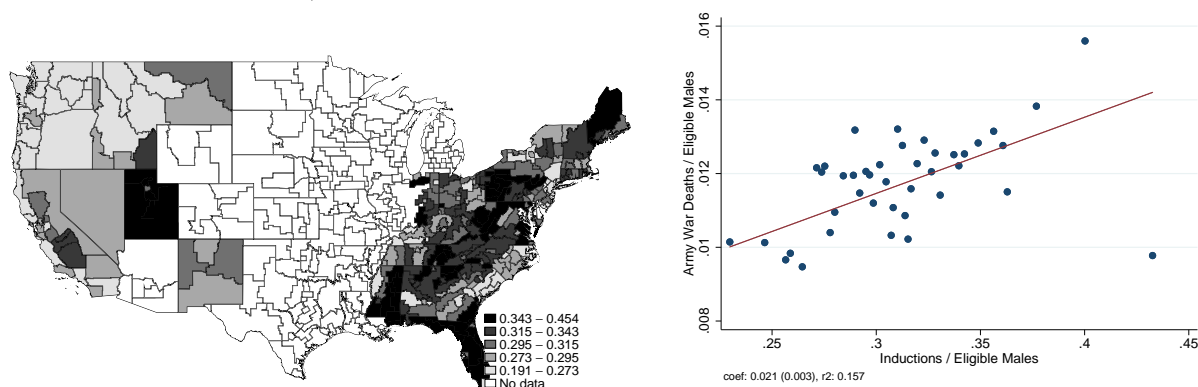 0.343 – 0.454
0.315 – 0.343
0.295 – 0.315
0.273 – 0.295
0.191 – 0.273
No data
Army War Deaths / Eligible Males
.016
.014
.012
.01
.008
.25
.3
.35
.4
.45
Inductions / Eligible Males
coef: 0.021 (0.003), r2: 0.157